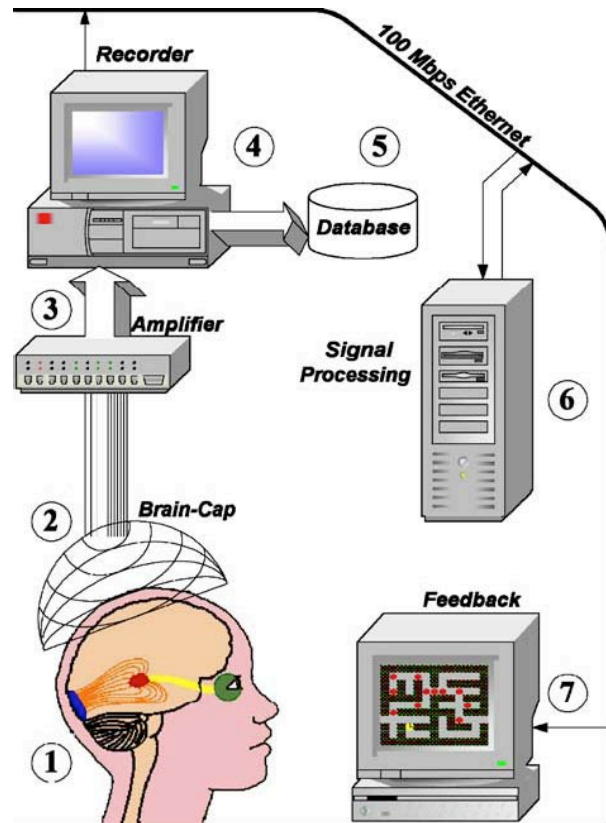 Recorder
100 Mbps Ethernet
4
5
Database
3
Amplifier
Signal
Processing
6
2
Brain-Cap
Feedback
7
1